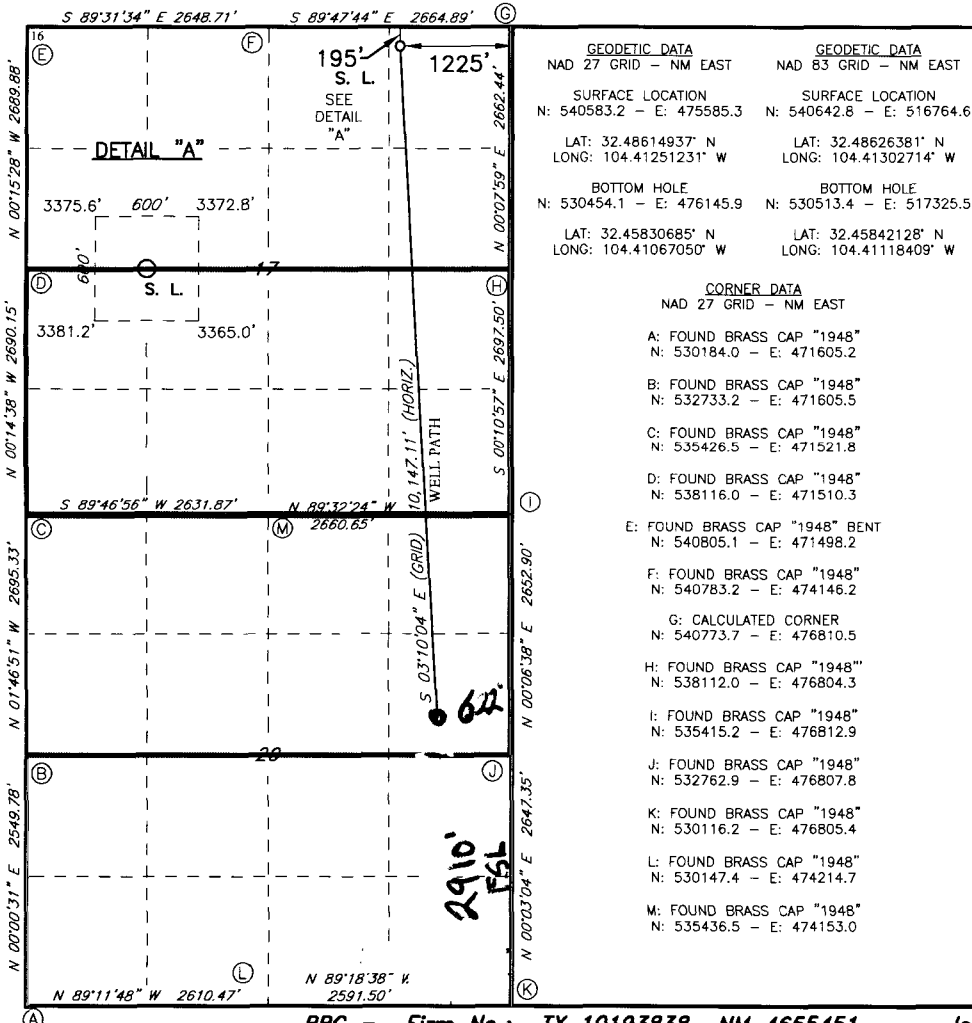 S 89°31'34" E 2648.71' S 89°47'44" E 2664.89' G
16
E F
195' 1225'
S. L.
SEE
DETAIL
"A"
N 00°15'28" W 2689.88'
2662.44'
N 00°07'59" E
DETAIL "A"
3375.6' 600' 3372.8'
600'
17
S. L.
D H
3381.2' 3365.0'
N 00°14'38" W 2690.15'
S 00°10'57" E 2697.50'
10,147.11' (HORIZ.)
WELL PATH
S 03°10'04" E (GRID)
S 89°46'56" W 2631.87' N 89°32'24" W
2660.65'
I
C M
N 01°46'51" W 2695.33'
N 00°06'38" E 2652.90'
622'
20
B J
N 00°00'31" E 2549.78'
N 00°03'04" E 2647.35'
2910'
FSL
L
N 89°11'48" W 2610.47' N 89°18'38" W
2591.50'
K
A
GEODETIC DATA
NAD 27 GRID – NM EAST
SURFACE LOCATION
N: 540583.2 – E: 475585.3
LAT: 32.48614937° N
LONG: 104.41251231° W
BOTTOM HOLE
N: 530454.1 – E: 476145.9
LAT: 32.45830685° N
LONG: 104.41067050° W
GEODETIC DATA
NAD 83 GRID – NM EAST
SURFACE LOCATION
N: 540642.8 – E: 516764.6
LAT: 32.48626381° N
LONG: 104.41302714° W
BOTTOM HOLE
N: 530513.4 – E: 517325.5
LAT: 32.45842128° N
LONG: 104.41118409° W
CORNER DATA
NAD 27 GRID – NM EAST
A: FOUND BRASS CAP "1948"
N: 530184.0 – E: 471605.2
B: FOUND BRASS CAP "1948"
N: 532733.2 – E: 471605.5
C: FOUND BRASS CAP "1948"
N: 535426.5 – E: 471521.8
D: FOUND BRASS CAP "1948"
N: 538116.0 – E: 471510.3
E: FOUND BRASS CAP "1948" BENT
N: 540805.1 – E: 471498.2
F: FOUND BRASS CAP "1948"
N: 540783.2 – E: 474146.2
G: CALCULATED CORNER
N: 540773.7 – E: 476810.5
H: FOUND BRASS CAP "1948"'
N: 538112.0 – E: 476804.3
I: FOUND BRASS CAP "1948"
N: 535415.2 – E: 476812.9
J: FOUND BRASS CAP "1948"
N: 532762.9 – E: 476807.8
K: FOUND BRASS CAP "1948"
N: 530116.2 – E: 476805.4
L: FOUND BRASS CAP "1948"
N: 530147.4 – E: 474214.7
M: FOUND BRASS CAP "1948"
N: 535436.5 – E: 474153.0
Firm No.: TX 10193838 NM 4655451